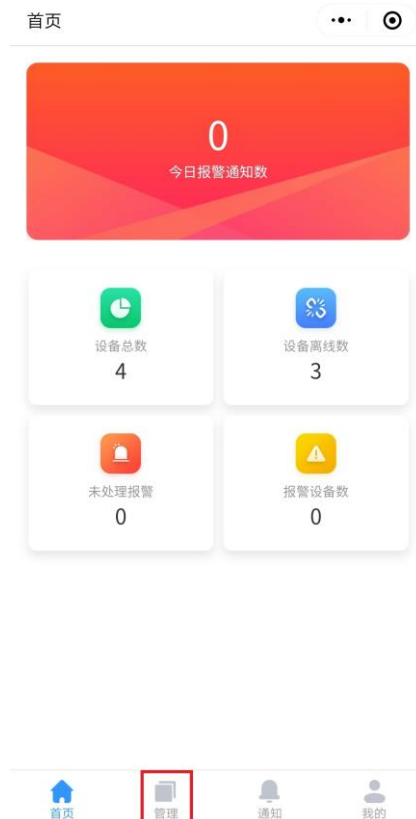 首页
0
今日报警通知数
设备总数
4
设备离线数
3
未处理报警
0
报警设备数
0
首页
管理
通知
我的